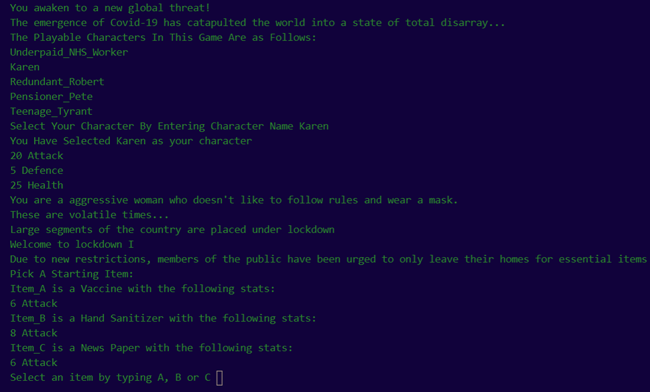 You awaken to a new global threat!
The emergence of Covid-19 has catapulted the world into a state of total disarray...
The Playable Characters In This Game Are as Follows:
Underpaid_NHS_Worker
Karen
Redundant_Robert
Pensioner_Pete
Teenage_Tyrant
Select Your Character By Entering Character Name Karen
You Have Selected Karen as your character
20 Attack
5 Defence
25 Health
You are a aggressive woman who doesn't like to follow rules and wear a mask.
These are volatile times...
Large segments of the country are placed under lockdown
Welcome to lockdown I
Due to new restrictions, members of the public have been urged to only leave their homes for essential items
Pick A Starting Item:
Item_A is a Vaccine with the following stats:
6 Attack
Item_B is a Hand Sanitizer with the following stats:
8 Attack
Item_C is a News Paper with the following stats:
6 Attack
Select an item by typing A, B or C